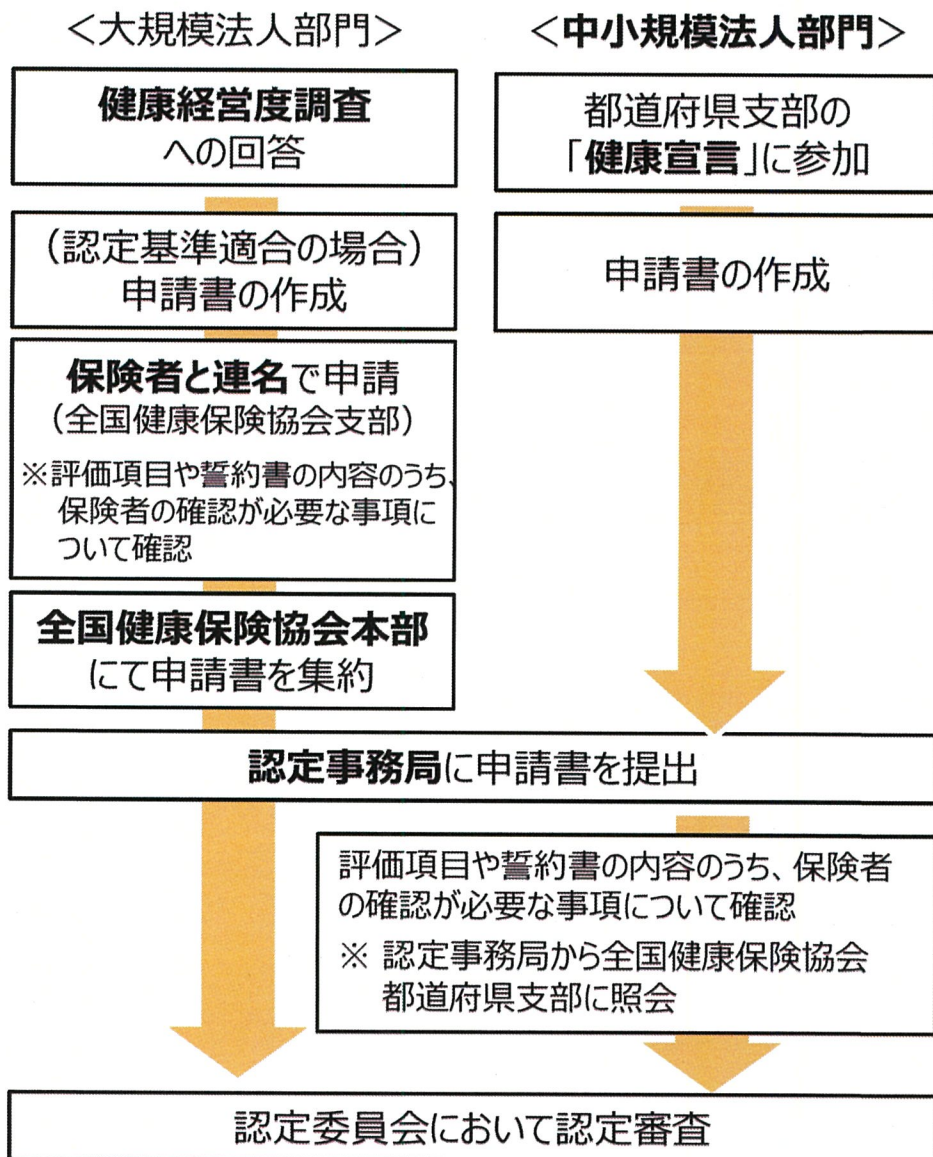 <大規模法人部門>
健康経営度調査
への回答
(認定基準適合の場合)
申請書の作成
保険者と連名で申請
(全国健康保険協会支部)
※評価項目や誓約書の内容のうち、
保険者の確認が必要な事項に
ついて確認
全国健康保険協会本部
にて申請書を集約
<中小規模法人部門>
都道府県支部の
「健康宣言」に参加
申請書の作成
認定事務局に申請書を提出
評価項目や誓約書の内容のうち、保険者
の確認が必要な事項について確認
※ 認定事務局から全国健康保険協会
都道府県支部に照会
認定委員会において認定審査